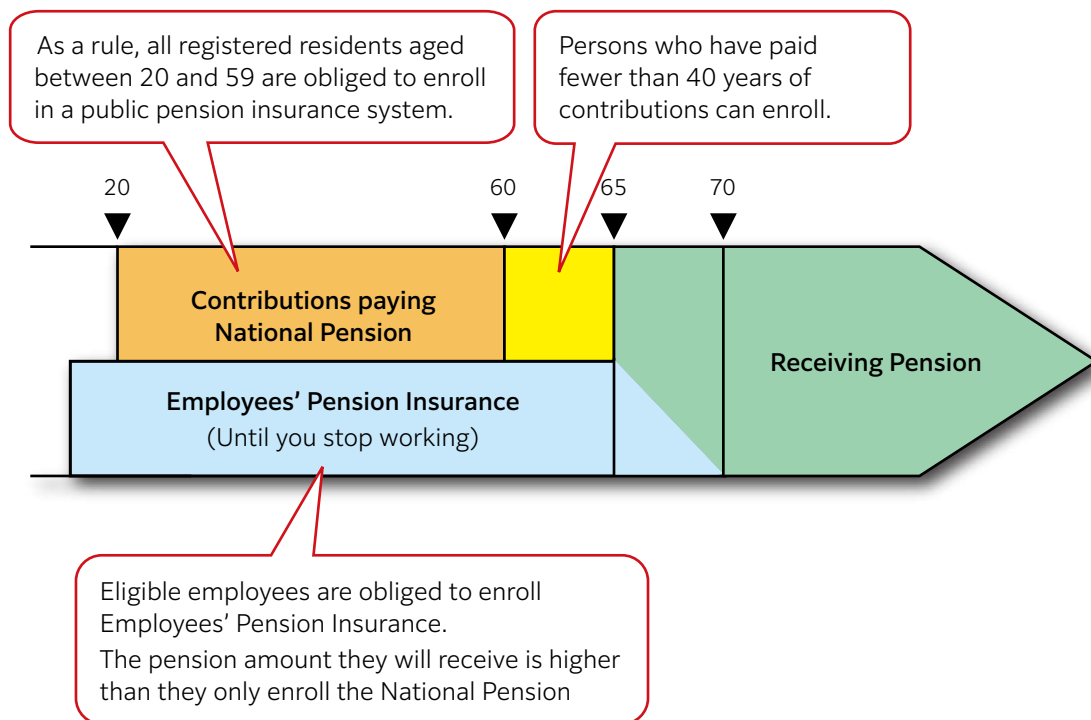 As a rule, all registered residents aged
between 20 and 59 are obliged to enroll
in a public pension insurance system.
Persons who have paid
fewer than 40 years of
contributions can enroll.
20
60
65
70
Contributions paying
National Pension
Receiving Pension
Employees' Pension Insurance
(Until you stop working)
Eligible employees are obliged to enroll
Employees' Pension Insurance.
The pension amount they will receive is higher
than they only enroll the National Pension